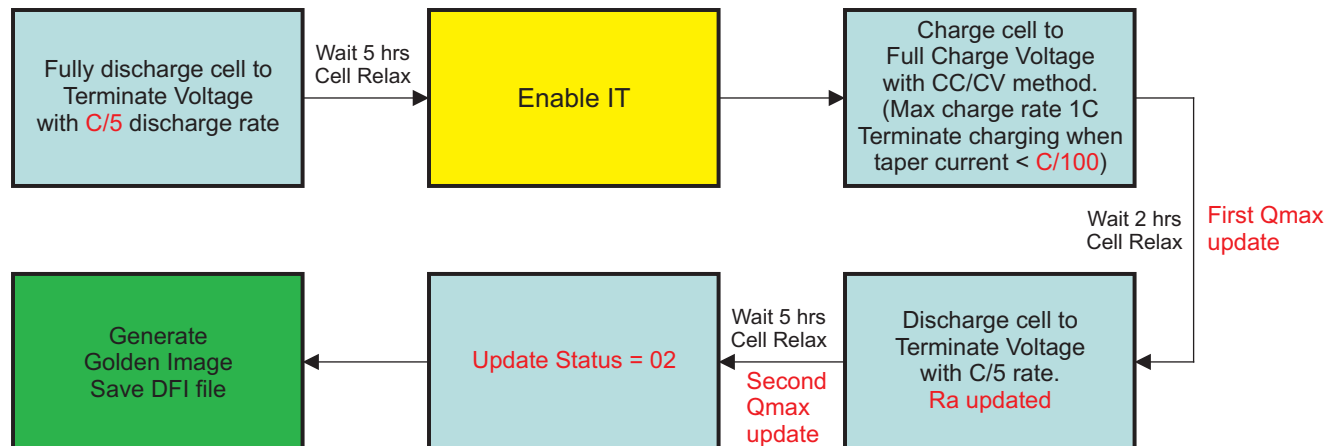 Fully discharge cell to
Terminate Voltage
with C/5 discharge rate
Wait 5 hrs
Cell Relax
Enable IT
Charge cell to
Full Charge Voltage
with CC/CV method.
(Max charge rate 1C
Terminate charging when
taper current < C/100)
Wait 2 hrs
Cell Relax
First Qmax
update
Discharge cell to
Terminate Voltage
with C/5 rate.
Ra updated
Wait 5 hrs
Cell Relax
Second
Qmax
update
Update Status = 02
Generate
Golden Image
Save DFI file